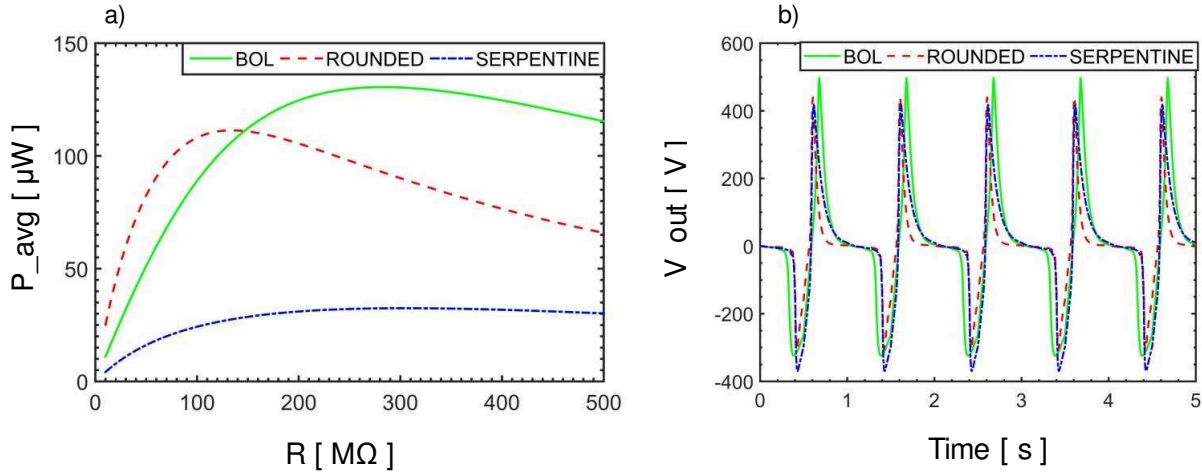 a)
150
100
50
0
P_avg [ µW ]
BOL ROUNDED SERPENTINE
0 100 200 300 400 500
R [ MΩ ]
b)
600
400
200
0
-200
-400
V out [ V ]
BOL ROUNDED SERPENTINE
0 1 2 3 4 5
Time [ s ]